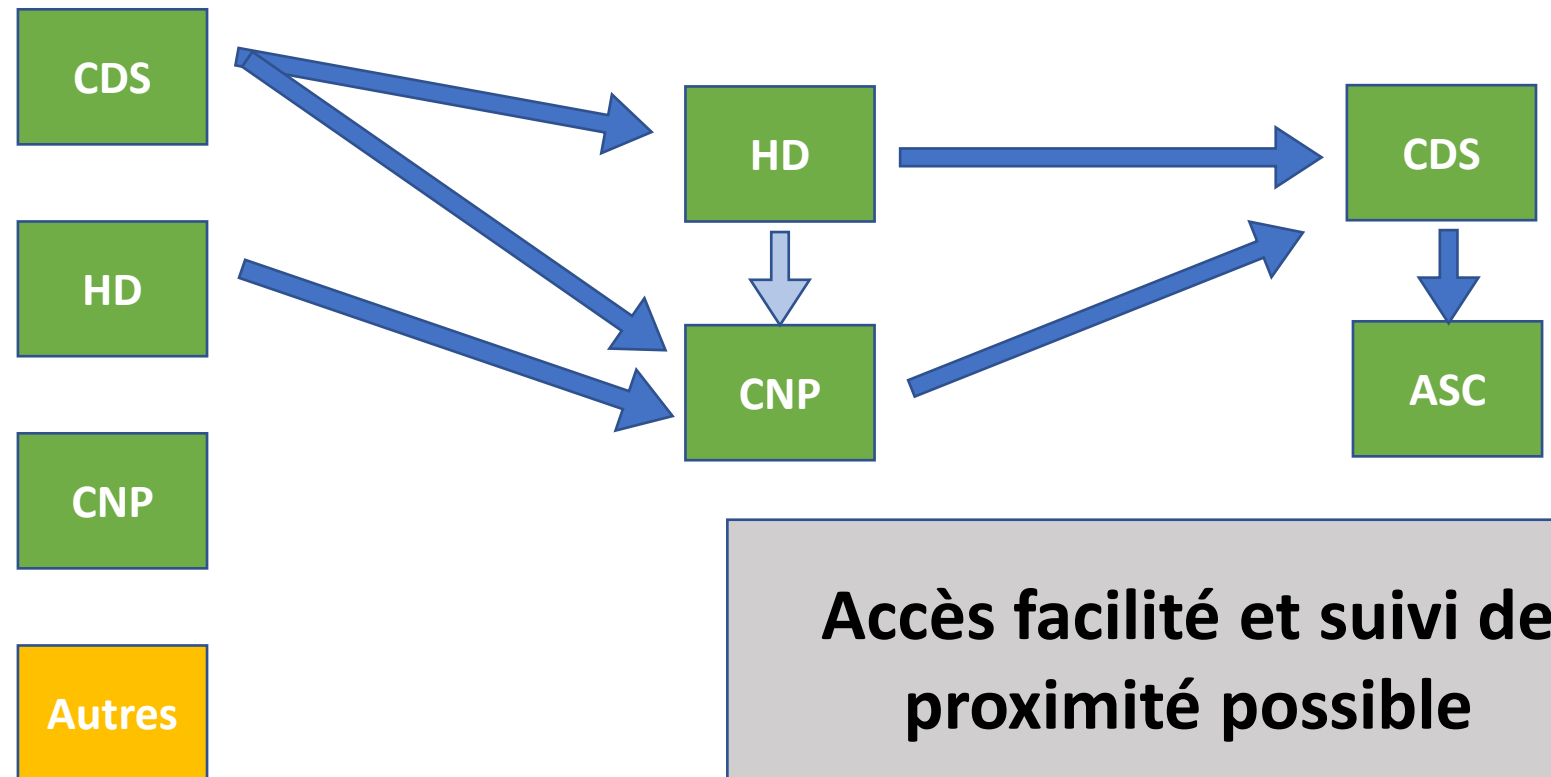 CDS
HD
CNP
Autres
HD
CNP
CDS
ASC
Accès facilité et suivi de
proximité possible